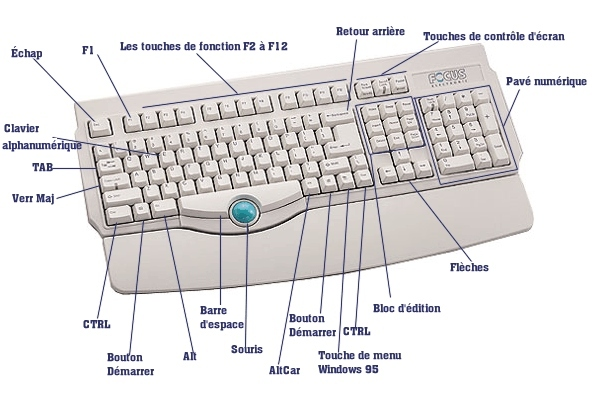 Retour arrière
Touches de contrôle d'écran
Les touches de fonction F2 à F12
F1
Échap
FOCUS
ELECTRONIC
Pavé numérique
Clavier
alphanumérique
TAB
Verr Maj
Flèches
Bloc d'édition
Barre
d'espace
Bouton
Démarrer
CTRL
CTRL
Souris
Alt
Bouton
Démarrer
AltCar
Touche de menu
Windows 95